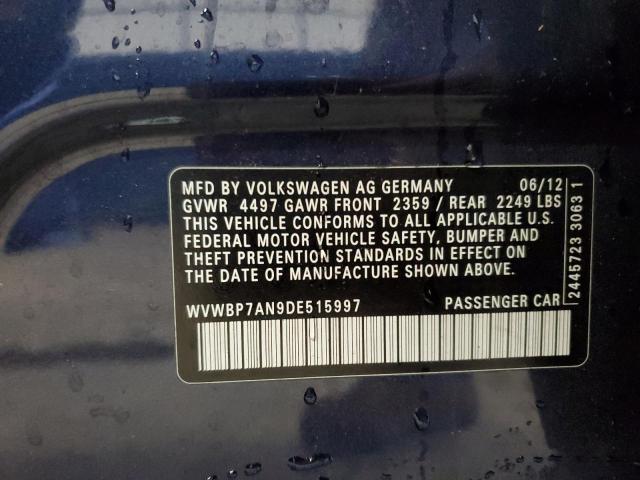 MFD BY VOLKSWAGEN AG GERMANY 06/12
GVWR 4497 GAWR FRONT 2359 / REAR 2249 LBS
THIS VEHICLE CONFORMS TO ALL APPLICABLE U.S.
FEDERAL MOTOR VEHICLE SAFETY, BUMPER AND
THEFT PREVENTION STANDARDS IN EFFECT ON
THE DATE OF MANUFACTURE SHOWN ABOVE.
WVWBP7AN9DE515997 PASSENGER CAR
2445723 3063 1